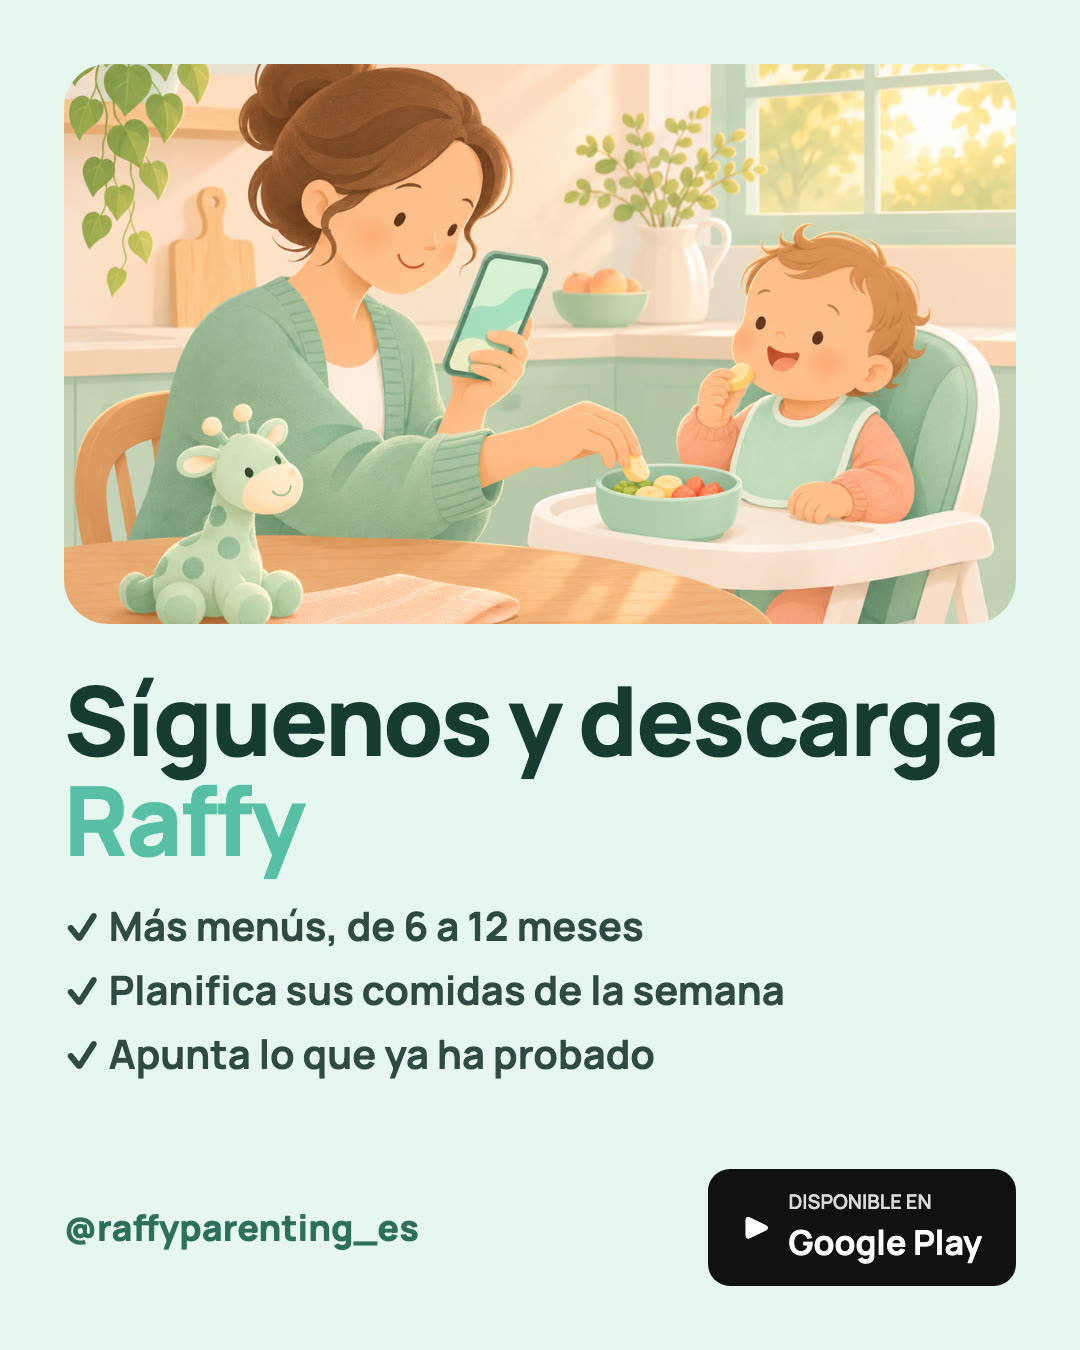 Síguenos y descarga
Raffy
✓ Más menús, de 6 a 12 meses
✓ Planifica sus comidas de la semana
✓ Apunta lo que ya ha probado
@raffyparenting_es
DISPONIBLE EN
Google Play